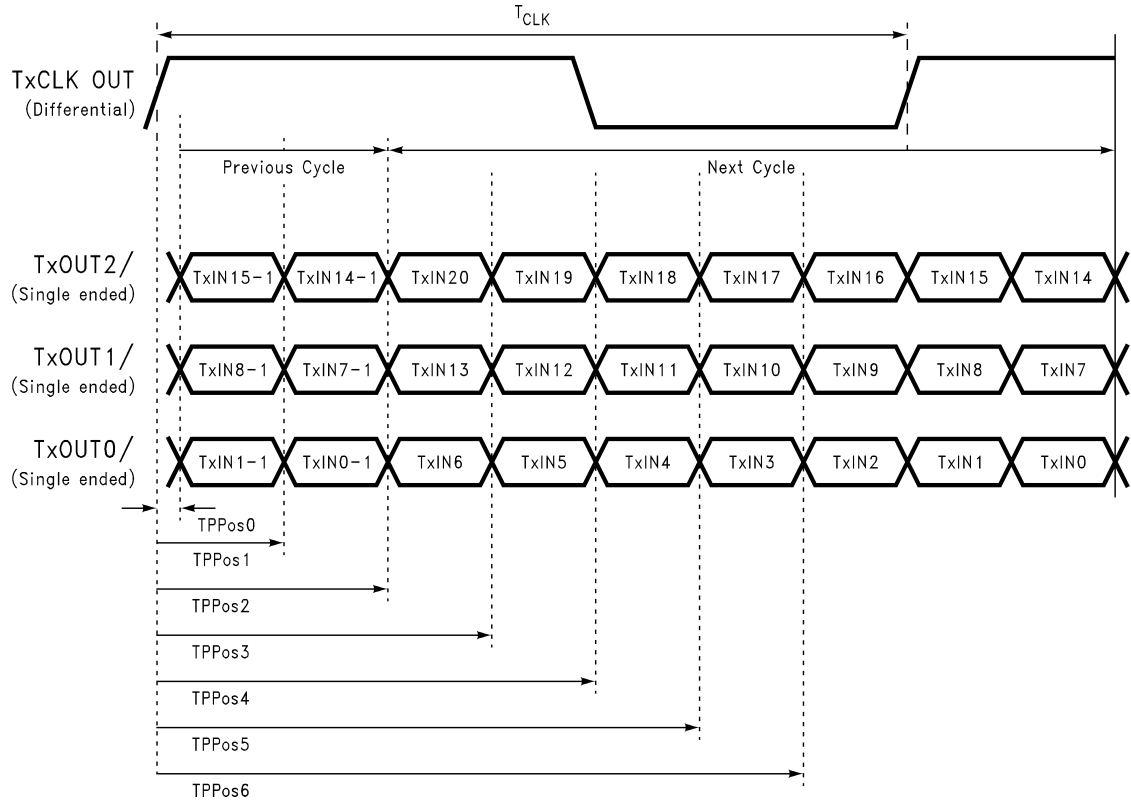 T_CLK
TxCLK OUT
(Differential)
Previous Cycle
Next Cycle
TxOUT2/
(Single ended)
TxIN15-1 TxIN14-1 TxIN20 TxIN19 TxIN18 TxIN17 TxIN16 TxIN15 TxIN14
TxOUT1/
(Single ended)
TxIN8-1 TxIN7-1 TxIN13 TxIN12 TxIN11 TxIN10 TxIN9 TxIN8 TxIN7
TxOUT0/
(Single ended)
TxIN1-1 TxIN0-1 TxIN6 TxIN5 TxIN4 TxIN3 TxIN2 TxIN1 TxIN0
TPPos0
TPPos1
TPPos2
TPPos3
TPPos4
TPPos5
TPPos6